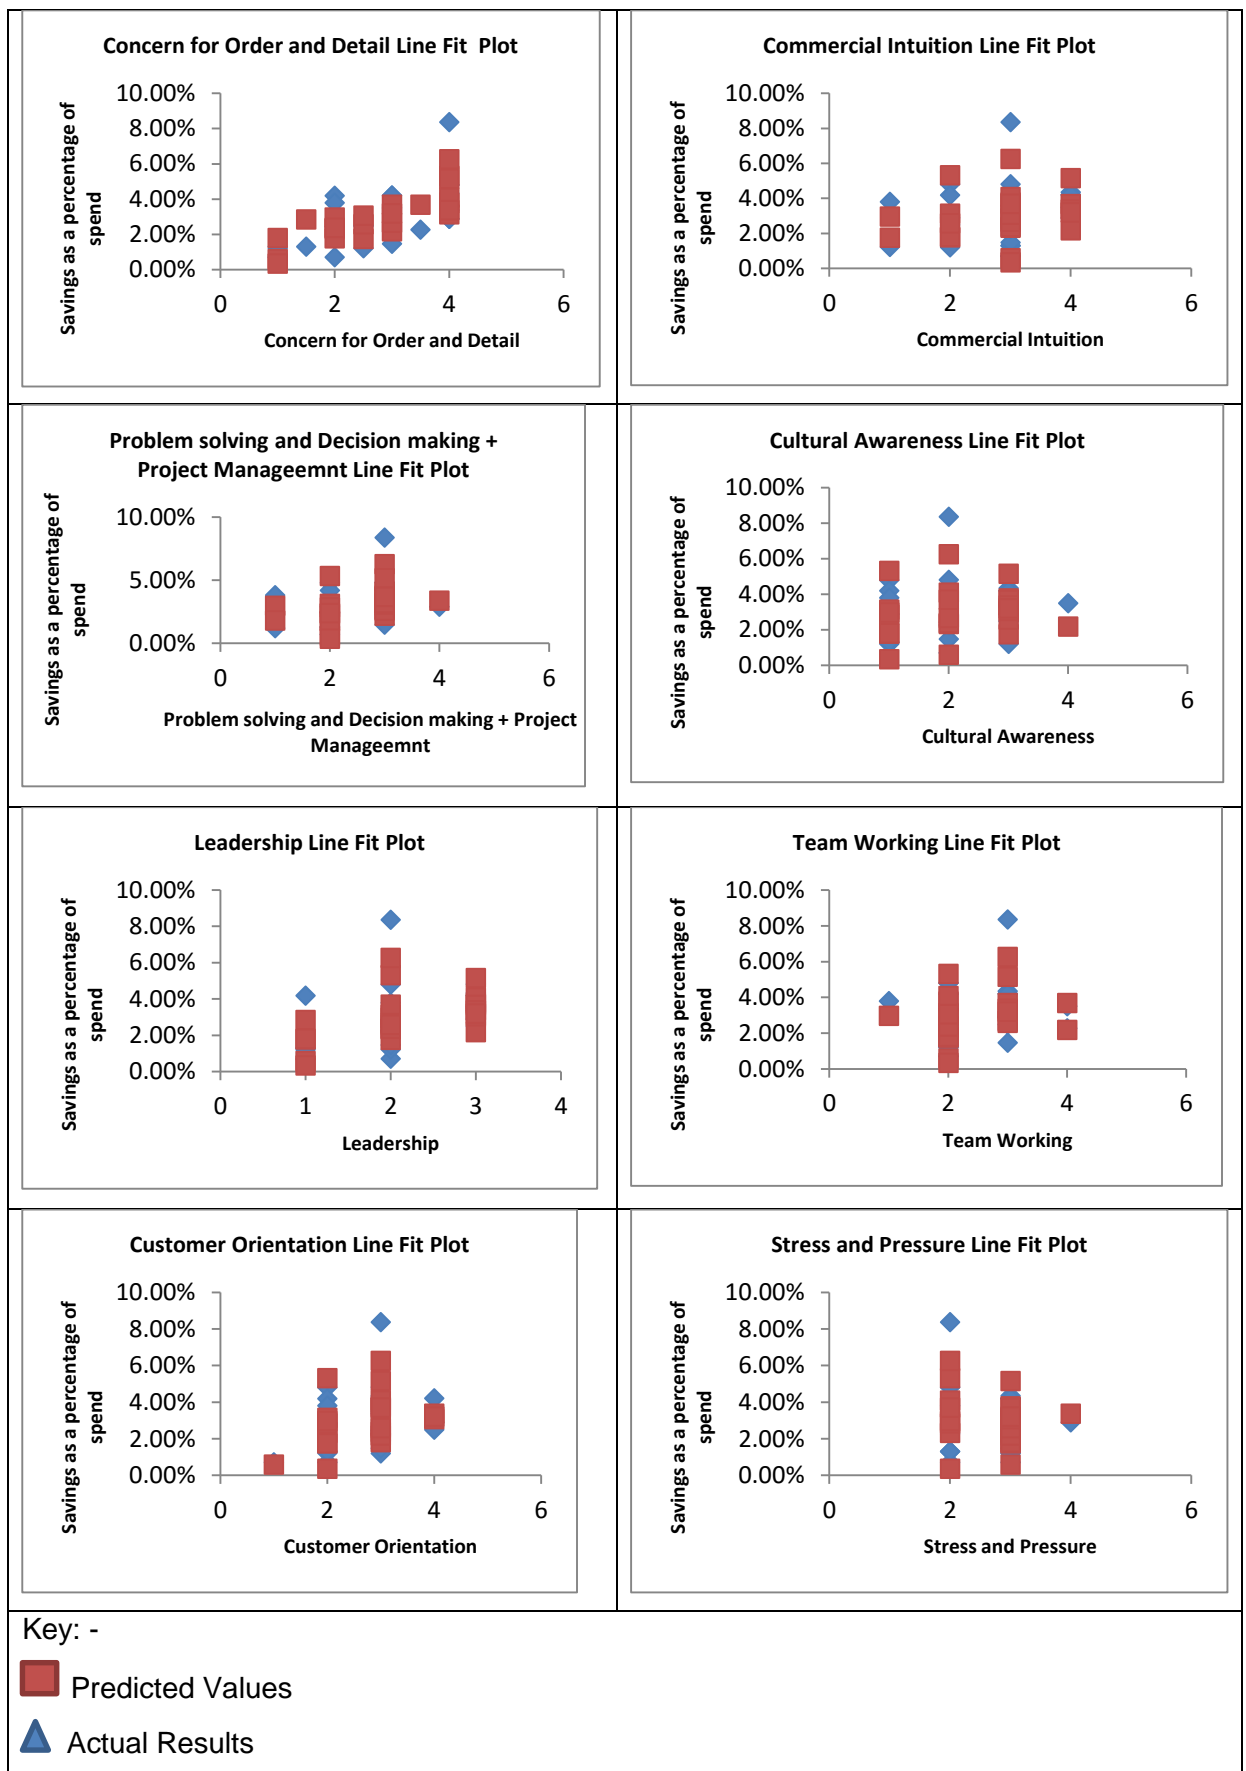 Concern for Order and Detail Line Fit Plot
Savings as a percentage of
spend
10.00%
8.00%
6.00%
4.00%
2.00%
0.00%
0 2 4 6
Concern for Order and Detail
Commercial Intuition Line Fit Plot
Savings as a percentage of
spend
10.00%
8.00%
6.00%
4.00%
2.00%
0.00%
0 2 4 6
Commercial Intuition
Problem solving and Decision making +
Project Manageemnt Line Fit Plot
Savings as a percentage of
spend
10.00%
5.00%
0.00%
0 2 4 6
Problem solving and Decision making + Project
Manageemnt
Cultural Awareness Line Fit Plot
Savings as a percentage of
spend
10.00%
8.00%
6.00%
4.00%
2.00%
0.00%
0 2 4 6
Cultural Awareness
Leadership Line Fit Plot
Savings as a percentage of
spend
10.00%
8.00%
6.00%
4.00%
2.00%
0.00%
0 1 2 3 4
Leadership
Team Working Line Fit Plot
Savings as a percentage of
spend
10.00%
8.00%
6.00%
4.00%
2.00%
0.00%
0 2 4 6
Team Working
Customer Orientation Line Fit Plot
Savings as a percentage of
spend
10.00%
8.00%
6.00%
4.00%
2.00%
0.00%
0 2 4 6
Customer Orientation
Stress and Pressure Line Fit Plot
Savings as a percentage of
spend
10.00%
8.00%
6.00%
4.00%
2.00%
0.00%
0 2 4 6
Stress and Pressure
Key: -
Predicted Values
Actual Results